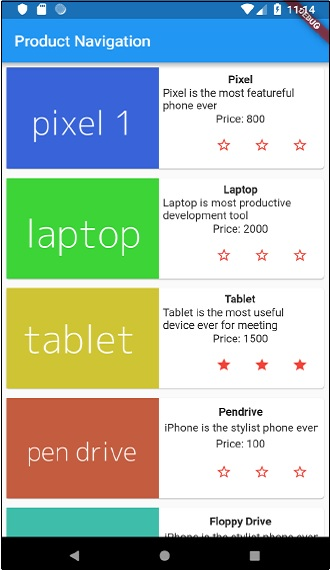 11:14
DEBUG
Product Navigation
pixel 1
Pixel
Pixel is the most featureful
phone ever
Price: 800
laptop
Laptop
Laptop is most productive
development tool
Price: 2000
tablet
Tablet
Tablet is the most useful
device ever for meeting
Price: 1500
pen drive
Pendrive
iPhone is the stylist phone ever
Price: 100
Floppy Drive
iPhone is the stylist phone ever